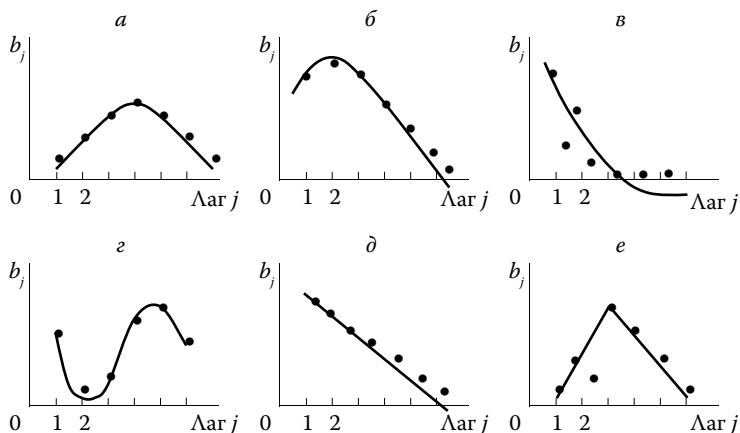 а б в
b_j b_j b_j
0 1 2 Лаг j 0 1 2 Лаг j 0 1 2 Лаг j
г д е
b_j b_j b_j
0 1 2 Лаг j 0 1 2 Лаг j 0 1 2 Лаг j